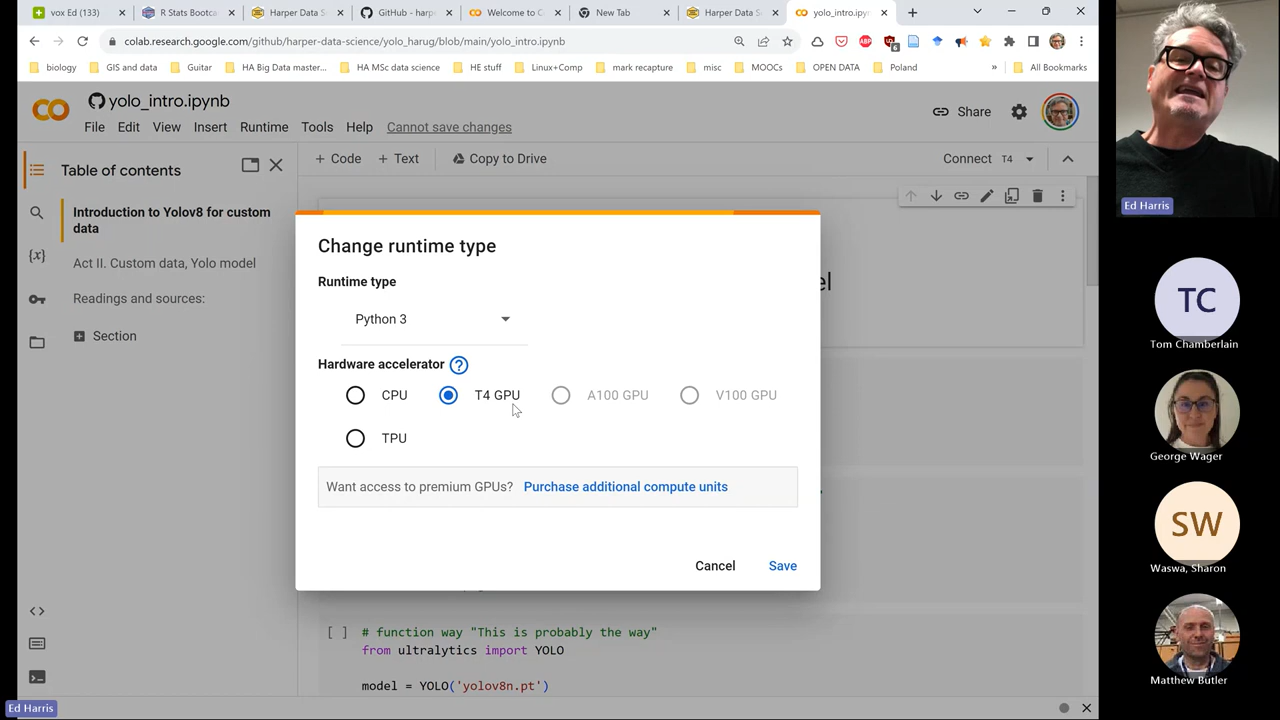 vox Ed (133)
R Stats Bootca
Harper Data S
GitHub - harp
Welcome to C
New Tab
Harper Data S
yolo_intro.ipyn
colab.research.google.com/github/harper-data-science/yolo_harug/blob/main/yolo_intro.ipynb
biology
GIS and data
Guitar
HA Big Data master...
HA MSc data science
HE stuff
Linux+Comp
mark recapture
misc
MOOCs
OPEN DATA
Poland
»
All Bookmarks
yolo_intro.ipynb
File Edit View Insert Runtime Tools Help Cannot save changes
Share
+ Code + Text Copy to Drive
Connect T4
Table of contents
Introduction to Yolov8 for custom
data
Act II. Custom data, Yolo model
Readings and sources:
Section
{x}
el
Change runtime type
Runtime type
Python 3
Hardware accelerator ?
CPU T4 GPU A100 GPU V100 GPU
TPU
Want access to premium GPUs? Purchase additional compute units
Cancel Save
[ ] # function way "This is probably the way"
from ultralytics import YOLO
model = YOLO('yolov8n.pt')
Ed Harris
Ed Harris
TC
Tom Chamberlain
George Wager
SW
Waswa, Sharon
Matthew Butler